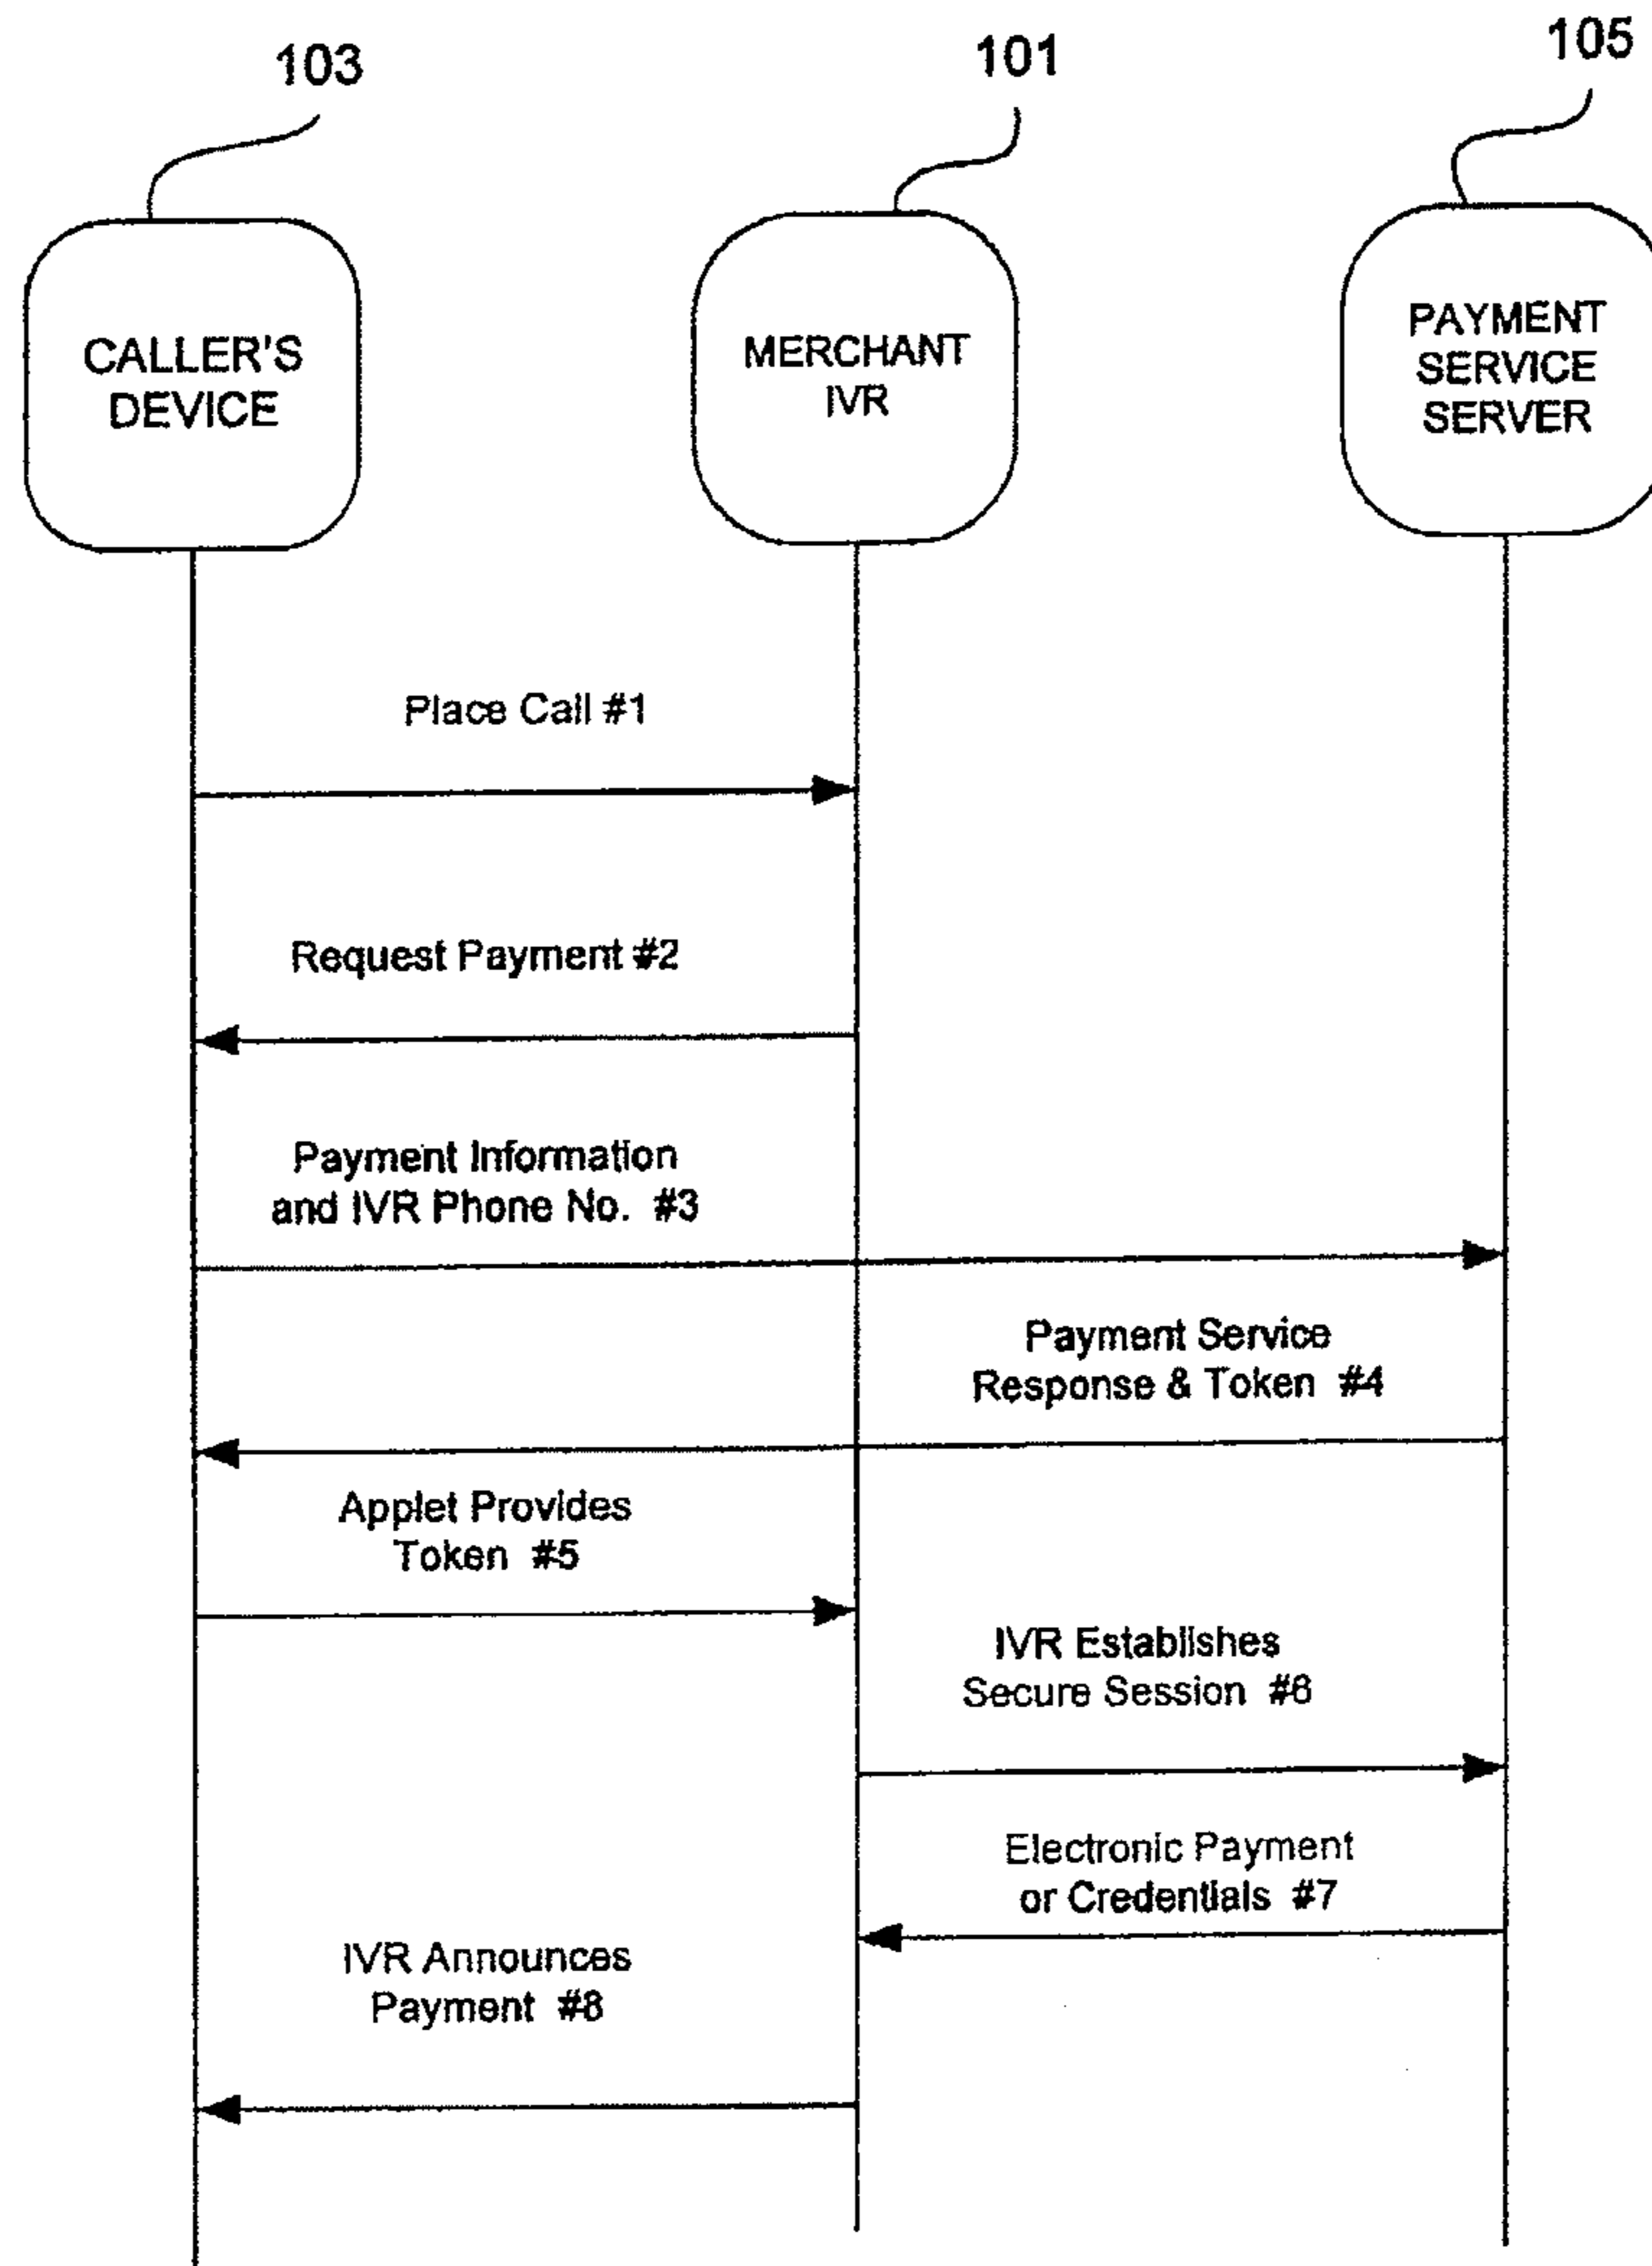 103
101
105
CALLER'S
DEVICE
MERCHANT
IVR
PAYMENT
SERVICE
SERVER
Place Call #1
Request Payment #2
Payment Information
and IVR Phone No. #3
Payment Service
Response & Token #4
Applet Provides
Token #5
IVR Establishes
Secure Session #6
Electronic Payment
or Credentials #7
IVR Announces
Payment #8